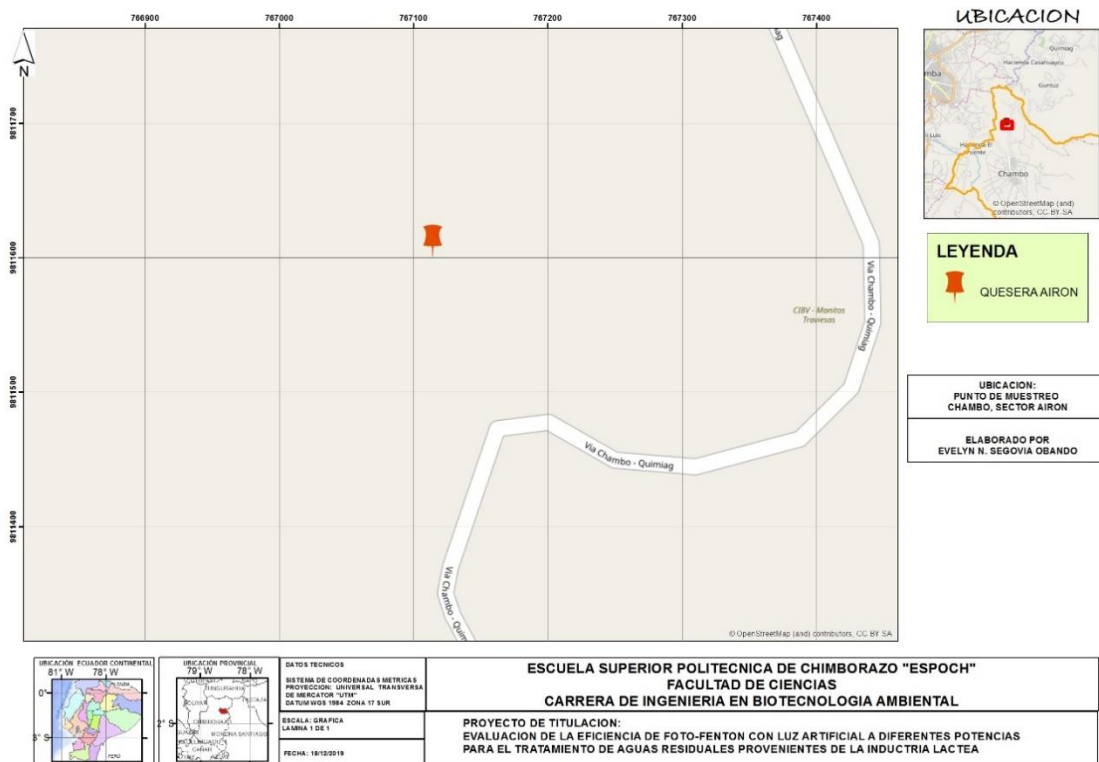 766900
767000
767100
767200
767300
767400
UBICACION
N
9811700
9811600
9811500
9811400
Via Chambo - Quimiag
CIBV - Manitos
Traviesas
Via Chambo - Quimiag
© OpenStreetMap (and) contributors, CC BY SA
Quimiag
Hacienda Casahuayco
Guntuz
mba
Chambo
© OpenStreetMap (and)
contributors, CC-BY-SA
LEYENDA
QUESERA AIRON
UBICACION:
PUNTO DE MUESTREO
CHAMBO, SECTOR AIRON
ELABORADO POR
EVELYN N. SEGOVIA OBANDO
UBICACIÓN ECUADOR CONTINENTAL
81° W 78° W
0°
3° S
PERÚ
UBICACIÓN PROVINCIAL
79° W 78° W
2° S
DATOS TECNICOS
SISTEMA DE COORDENADAS METRICAS
PROYECCION: UNIVERSAL TRANSVERSA
DE MERCATOR "UTM"
DATUM WGS 1984 ZONA 17 SUR
ESCALA: GRAFICA
LAMINA 1 DE 1
FECHA: 18/12/2019
ESCUELA SUPERIOR POLITECNICA DE CHIMBORAZO "ESPOCH"
FACULTAD DE CIENCIAS
CARRERA DE INGENIERIA EN BIOTECNOLOGIA AMBIENTAL
PROYECTO DE TITULACION:
EVALUACION DE LA EFICIENCIA DE FOTO-FENTON CON LUZ ARTIFICIAL A DIFERENTES POTENCIAS
PARA EL TRATAMIENTO DE AGUAS RESIDUALES PROVENIENTES DE LA INDUCTRIA LACTEA